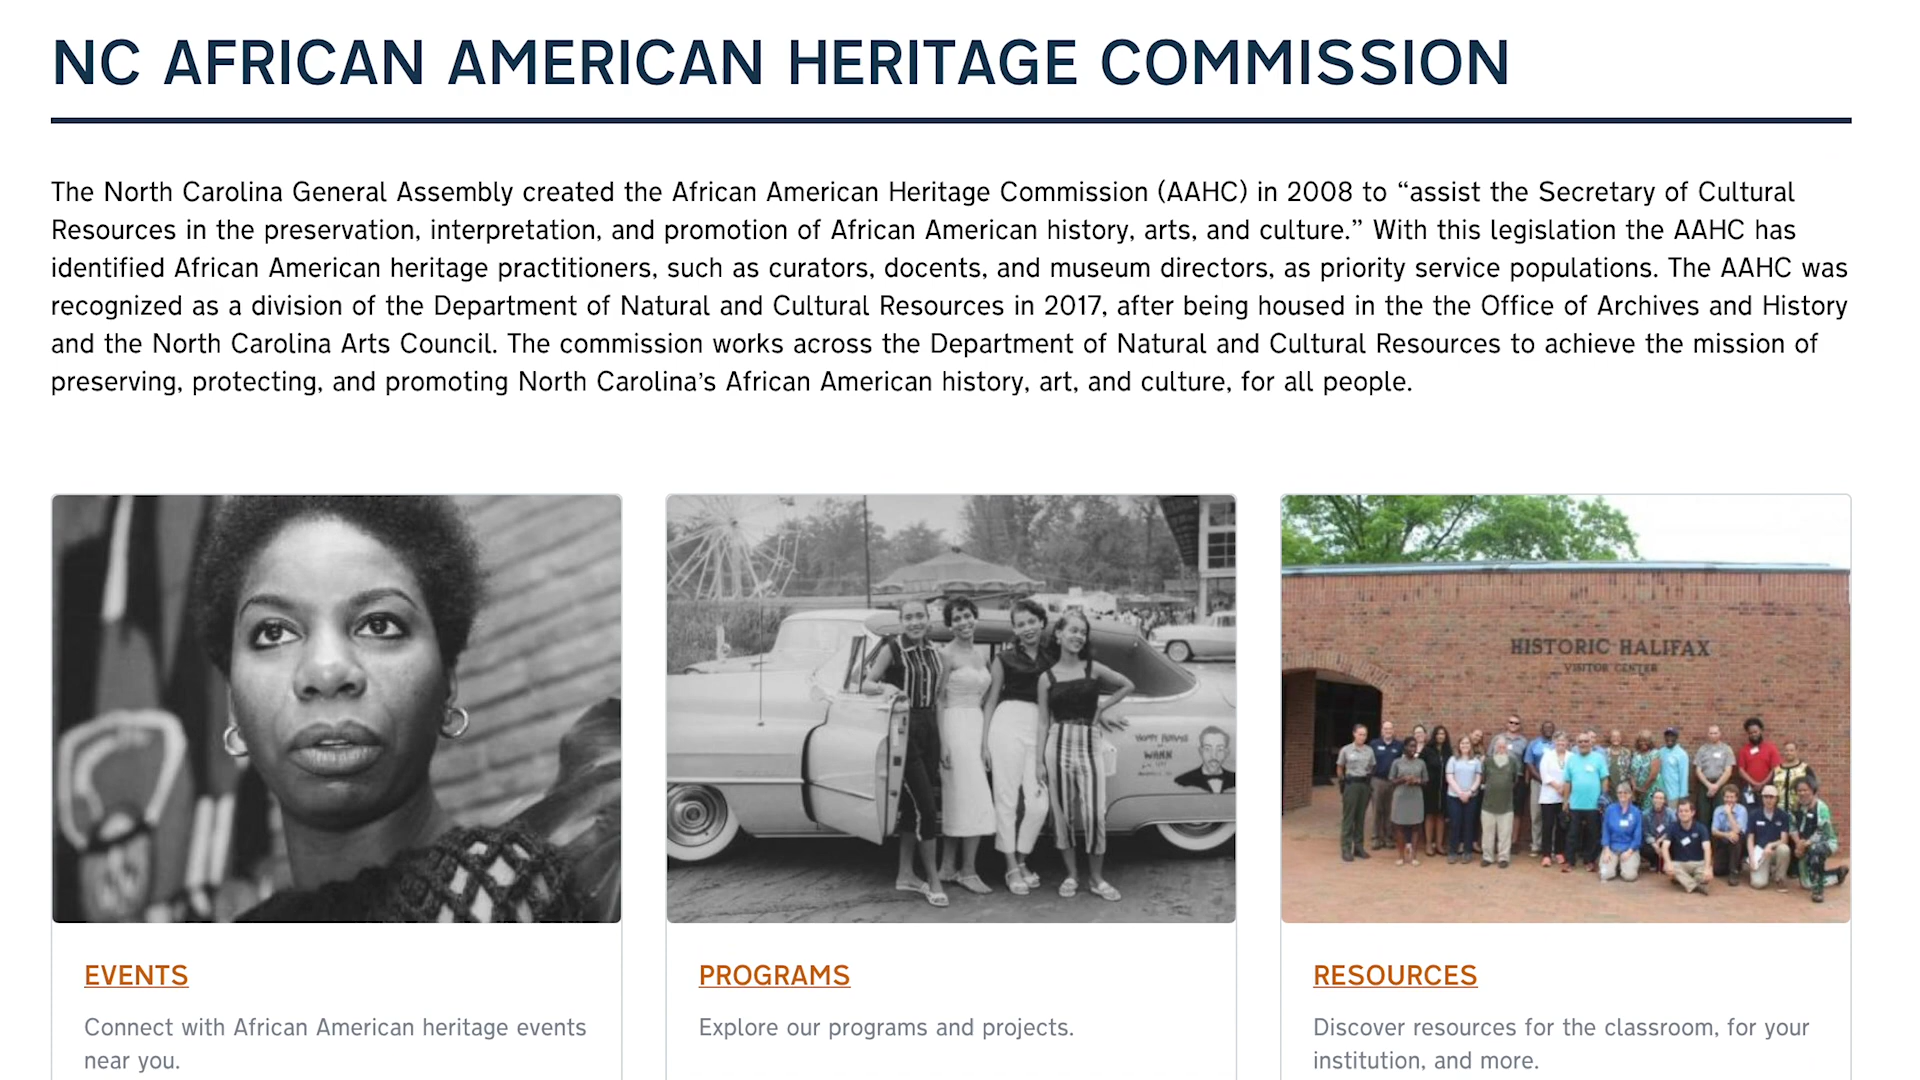 NC AFRICAN AMERICAN HERITAGE COMMISSION
The North Carolina General Assembly created the African American Heritage Commission (AAHC) in 2008 to “assist the Secretary of Cultural
Resources in the preservation, interpretation, and promotion of African American history, arts, and culture.” With this legislation the AAHC has
identified African American heritage practitioners, such as curators, docents, and museum directors, as priority service populations. The AAHC was
recognized as a division of the Department of Natural and Cultural Resources in 2017, after being housed in the the Office of Archives and History
and the North Carolina Arts Council. The commission works across the Department of Natural and Cultural Resources to achieve the mission of
preserving, protecting, and promoting North Carolina’s African American history, art, and culture, for all people.
HISTORIC HALIFAX
VISITOR CENTER
WAHN
EVENTS
PROGRAMS
RESOURCES
Connect with African American heritage events
near you.
Explore our programs and projects.
Discover resources for the classroom, for your
institution, and more.